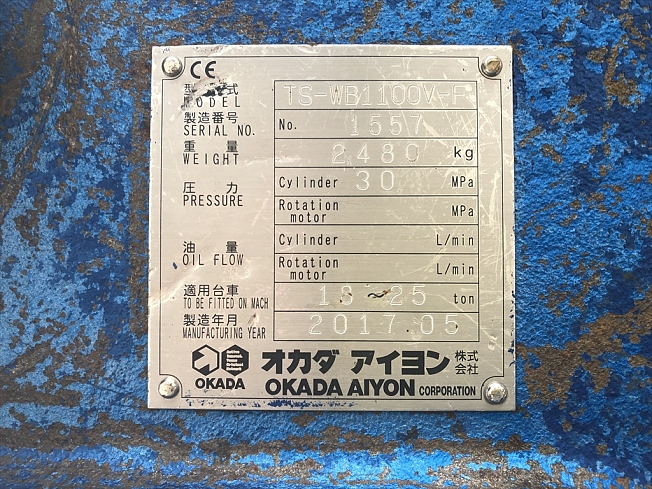 CE
型 式 TS-WB1100V-F
MODEL
製造番号 No. 1557
SERIAL NO.
重 量 2480 kg
WEIGHT
圧 力 Cylinder 30 MPa
PRESSURE Rotation motor MPa
油 量 Cylinder L/min
OIL FLOW Rotation motor L/min
適用台車 18~25 ton
TO BE FITTED ON MACH
製造年月 2017.05
MANUFACTURING YEAR
OKADA オカダ アイヨン 株式会社
OKADA AIYON CORPORATION